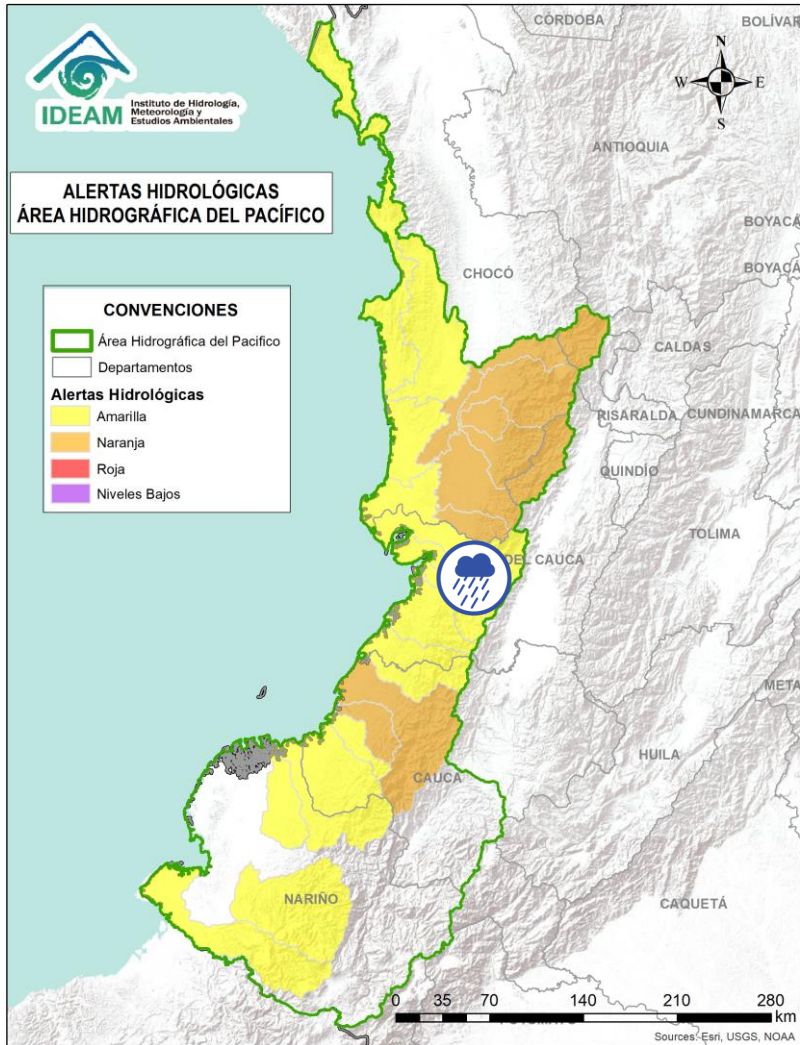 IDEAM
Instituto de Hidrología,
Meteorología y
Estudios Ambientales
ALERTAS HIDROLÓGICAS
ÁREA HIDROGRÁFICA DEL PACÍFICO
CONVENCIONES
Área Hidrográfica del Pacifico
Departamentos
Alertas Hidrológicas
Amarilla
Naranja
Roja
Niveles Bajos
N
W E
S
CÓRDOBA
BOLÍVAR
ANTIOQUIA
BOYACÁ
CHOCÓ
BOYACÁ
CALDAS
RISARALDA
CUNDINAMARCA
QUINDÍO
TOLIMA
DEL CAUCA
META
HUILA
CAUCA
NARIÑO
CAQUETÁ
0 35 70 140 210 280
km
Sources: Esri, USGS, NOAA